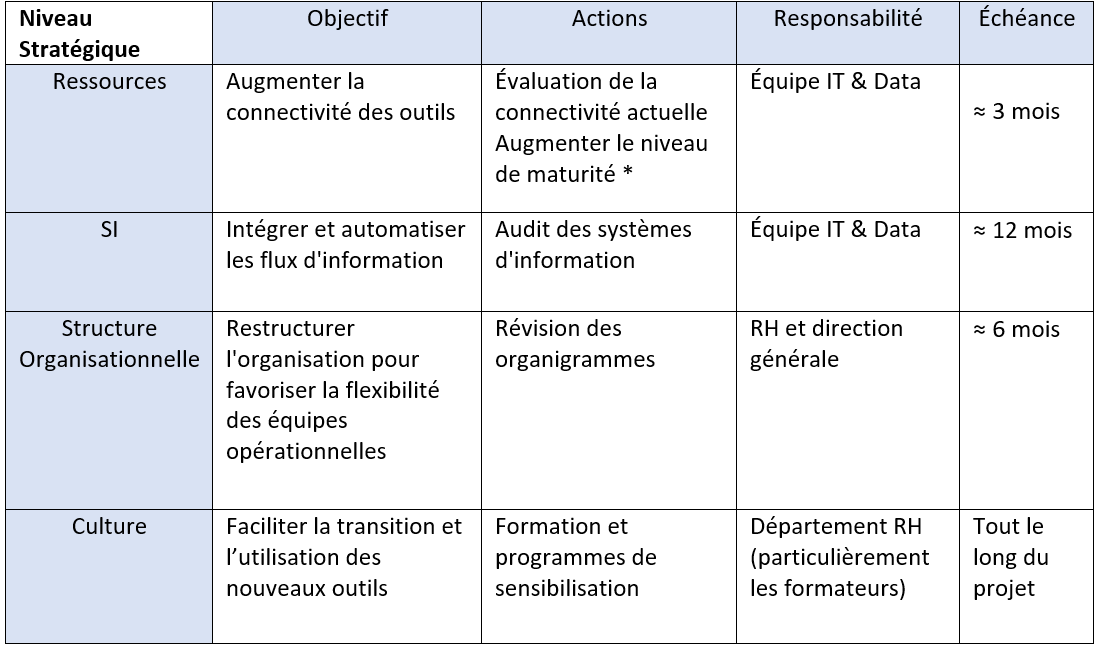 Niveau
Stratégique
Objectif
Actions
Responsabilité
Échéance
Ressources
Augmenter la
connectivité des outils
Évaluation de la
connectivité actuelle
Augmenter le niveau
de maturité *
Équipe IT & Data
≈ 3 mois
SI
Intégrer et automatiser
les flux d'information
Audit des systèmes
d'information
Équipe IT & Data
≈ 12 mois
Structure
Organisationnelle
Restructurer
l'organisation pour
favoriser la flexibilité
des équipes
opérationnelles
Révision des
organigrammes
RH et direction
générale
≈ 6 mois
Culture
Faciliter la transition et
l’utilisation des
nouveaux outils
Formation et
programmes de
sensibilisation
Département RH
(particulièrement
les formateurs)
Tout le
long du
projet